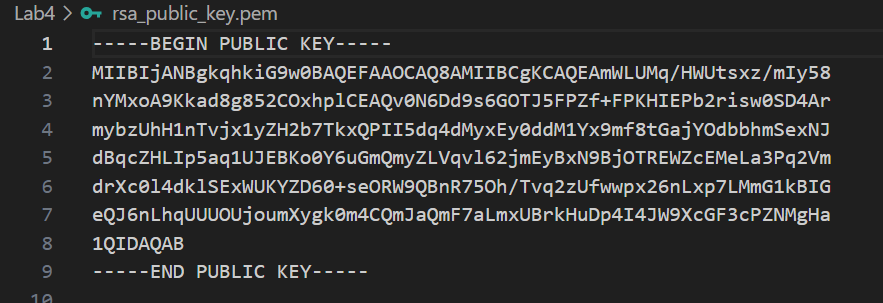 Lab4 > rsa_public_key.pem
1 -----BEGIN PUBLIC KEY-----
2 MIIBIjANBgkqhkiG9w0BAQEFAAOCAQ8AMIIBCgKCAQEAmWLUMq/HWUtsxz/mIy58
3 nYMxoA9Kkad8g852COxhplCEAQv0N6Dd9s6GOTJ5FPZf+FPKHIEPb2risw0SD4Ar
4 mybzUhH1nTvjx1yZH2b7TkxQPII5dq4dMyxEy0ddM1Yx9mf8tGajYOdbbhmSexNJ
5 dBqcZHLIp5aq1UJEBKo0Y6uGmQmyZLVqvl62jmEyBxN9BjOTREWZcEMeLa3Pq2Vm
6 drXc0l4dklSExWUKYZD60+seORW9QBnR75Oh/Tvq2zUfwwpx26nLxp7LMmG1kBIG
7 eQJ6nLhqUUUOUjoumXygk0m4CQmJaQmF7aLmxUBrkHuDp4I4JW9XcGF3cPZNMgHa
8 1QIDAQAB
9 -----END PUBLIC KEY-----
10